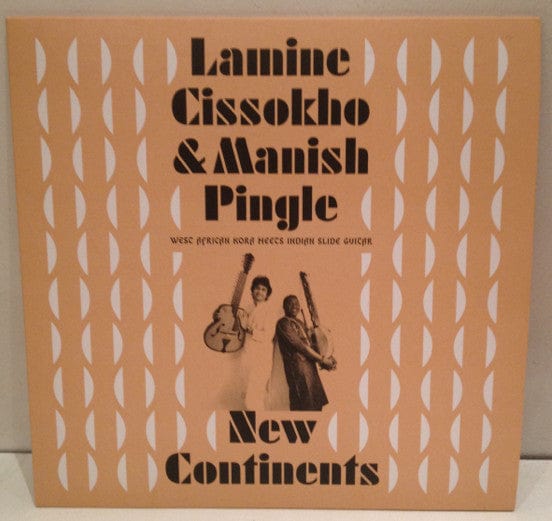 Lamine
Cissokho
& Manish
Pingle
WEST AFRICAN KORA MEETS INDIAN SLIDE GUITAR
New
Continents